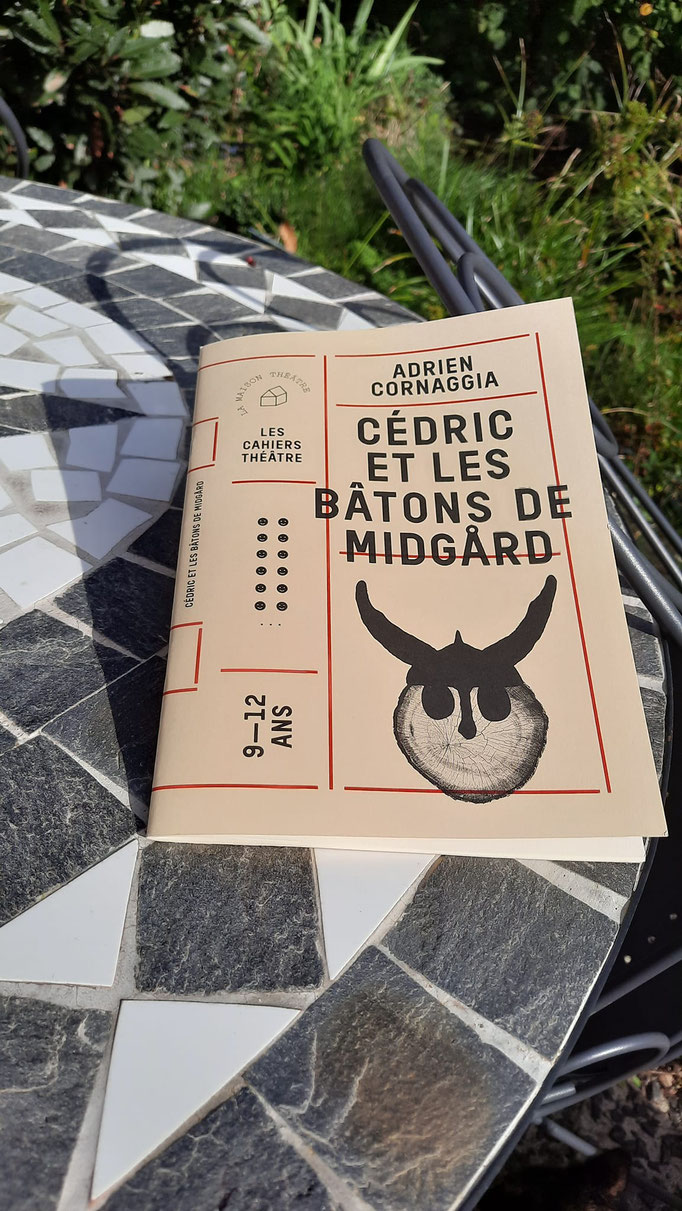 LA MAISON THÉÂTRE
LES
CAHIERS
THÉÂTRE
CÉDRIC ET LES BÂTONS DE MIDGÅRD
...
9—12
ANS
ADRIEN
CORNAGGIA
CÉDRIC
ET LES
BÂTONS DE
MIDGÅRD